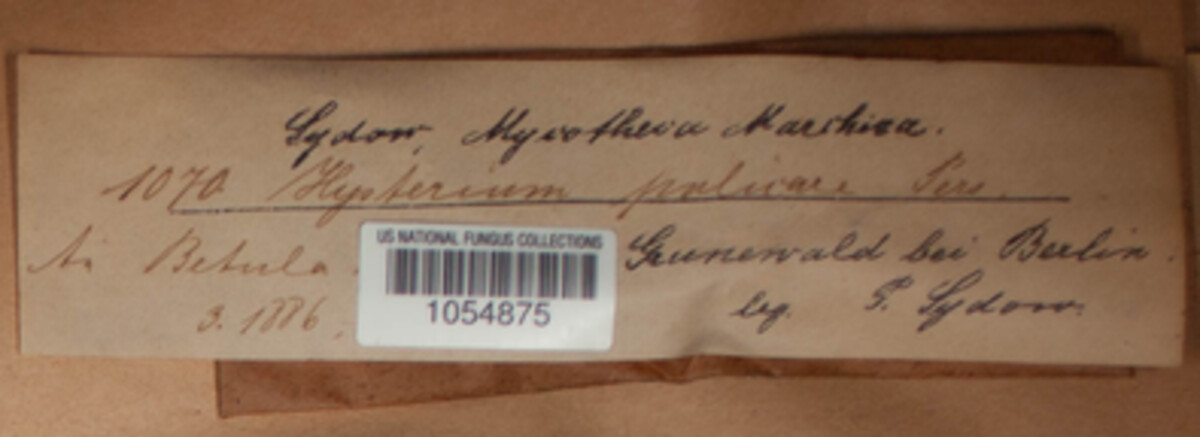 Sydow, Mycotheca Marchica.
1070 Hysterium pulicare Pers.
An Betula.
3. 1886.
US NATIONAL FUNGUS COLLECTIONS
1054875
Grunewald bei Berlin.
leg. P. Sydow.